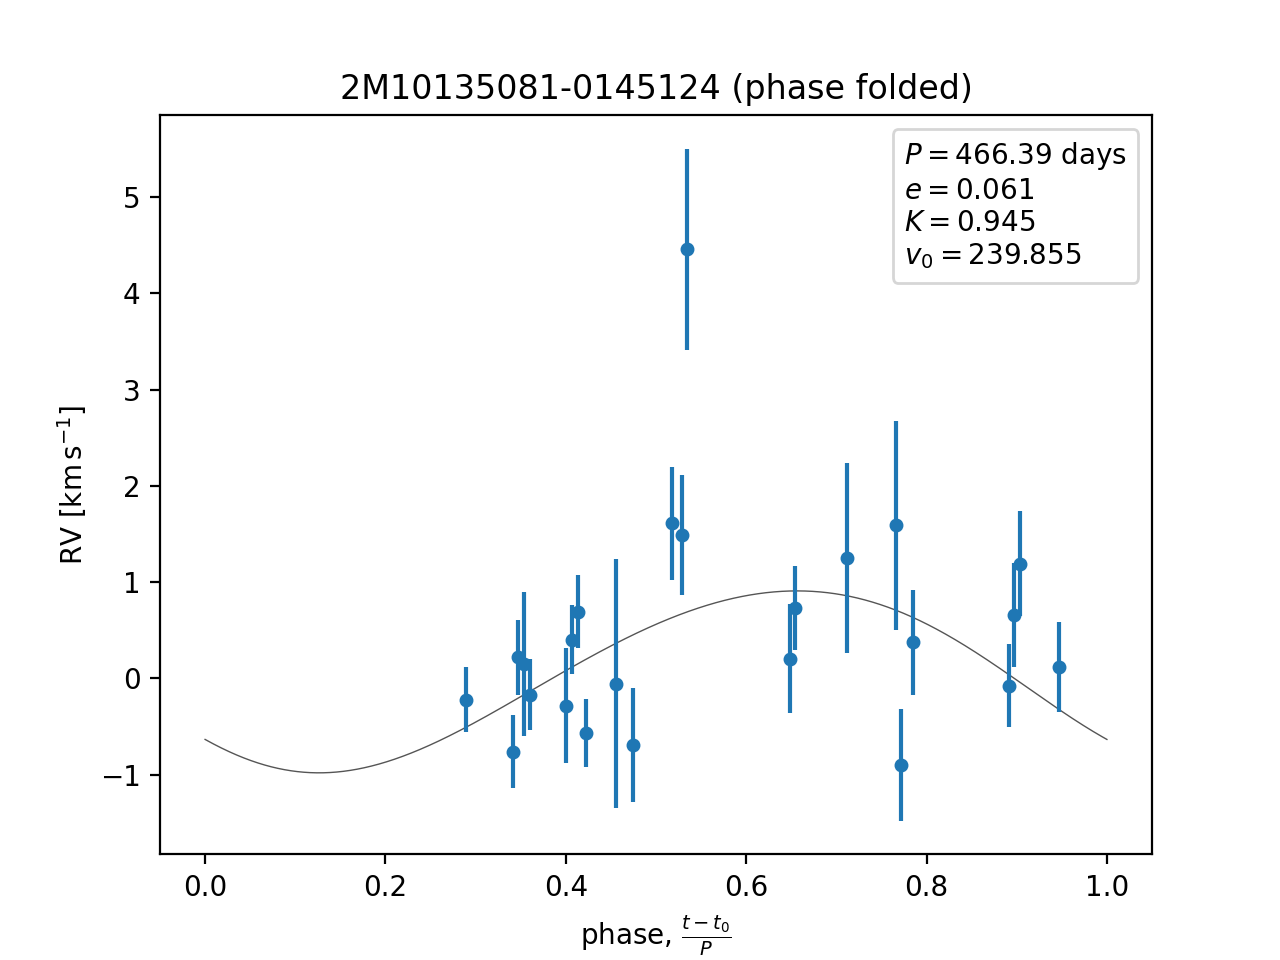 2M10135081-0145124 (phase folded)
P = 466.39 days
e = 0.061
K = 0.945
v₀ = 239.855
RV [km s⁻¹]
5
4
3
2
1
0
−1
0.0 0.2 0.4 0.6 0.8 1.0
phase, (t − t₀)/P